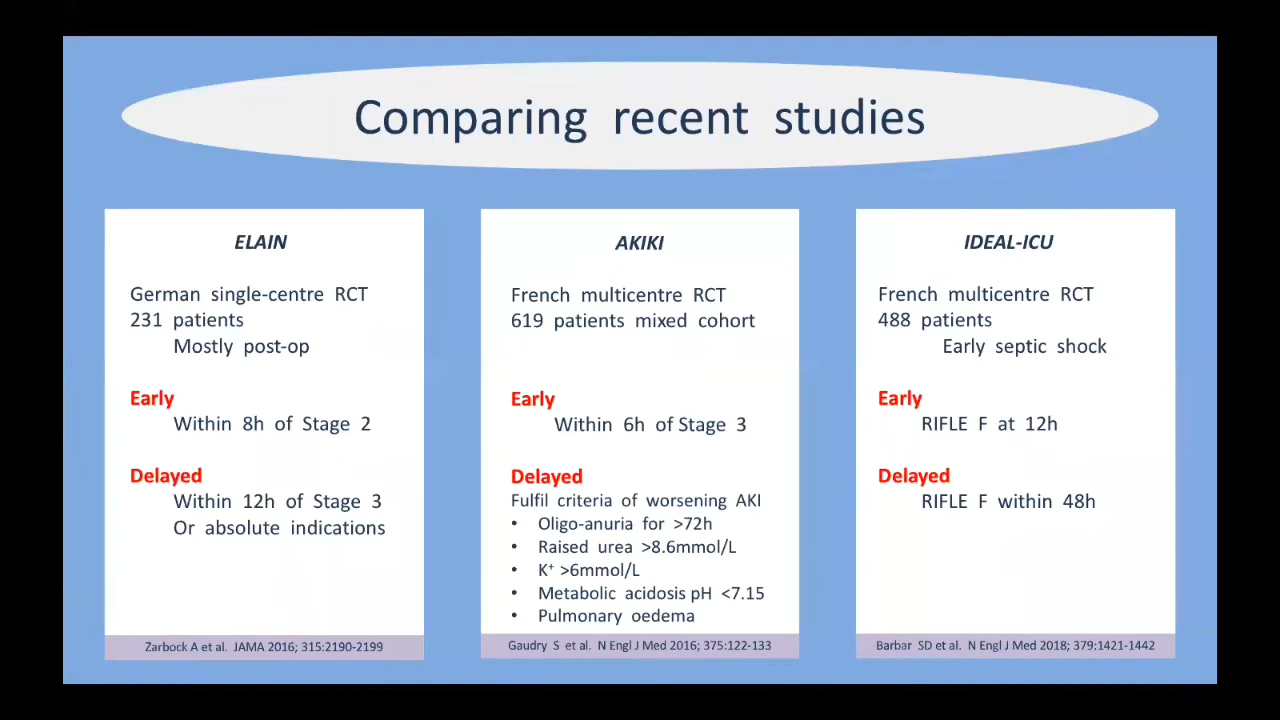 Comparing recent studies
ELAIN
German single-centre RCT
231 patients
Mostly post-op
Early
Within 8h of Stage 2
Delayed
Within 12h of Stage 3
Or absolute indications
Zarbock A et al. JAMA 2016; 315:2190-2199
AKIKI
French multicentre RCT
619 patients mixed cohort
Early
Within 6h of Stage 3
Delayed
Fulfil criteria of worsening AKI
• Oligo-anuria for >72h
• Raised urea >8.6mmol/L
• K⁺ >6mmol/L
• Metabolic acidosis pH <7.15
• Pulmonary oedema
Gaudry S et al. N Engl J Med 2016; 375:122-133
IDEAL-ICU
French multicentre RCT
488 patients
Early septic shock
Early
RIFLE F at 12h
Delayed
RIFLE F within 48h
Barbar SD et al. N Engl J Med 2018; 379:1421-1442